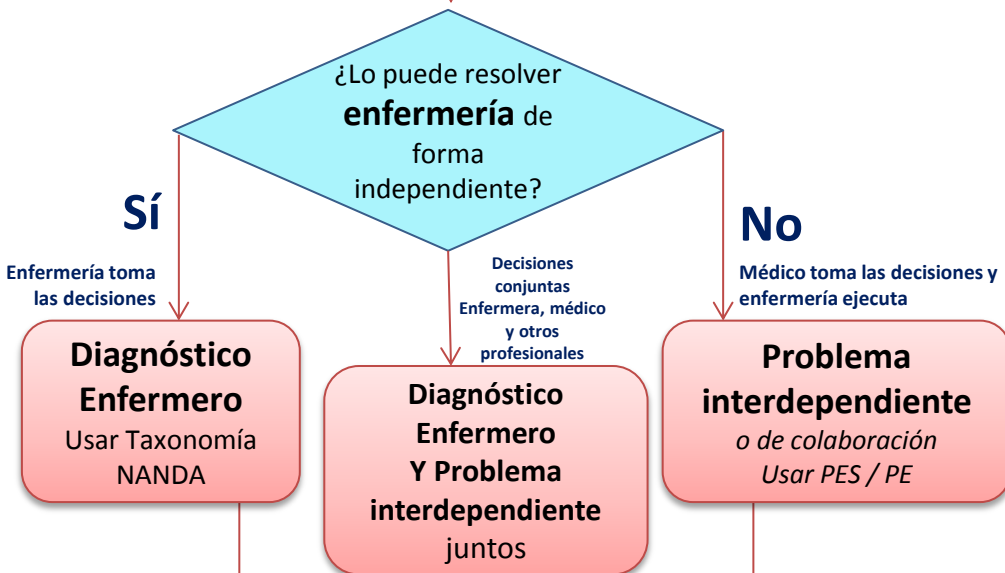 ¿Lo puede resolver
enfermería de
forma
independiente?
Sí
Enfermería toma
las decisiones
Decisiones
conjuntas
Enfermera, médico
y otros
profesionales
No
Médico toma las decisiones y
enfermería ejecuta
Diagnóstico
Enfermero
Usar Taxonomía
NANDA
Diagnóstico
Enfermero
Y Problema
interdependiente
juntos
Problema
interdependiente
o de colaboración
Usar PES / PE